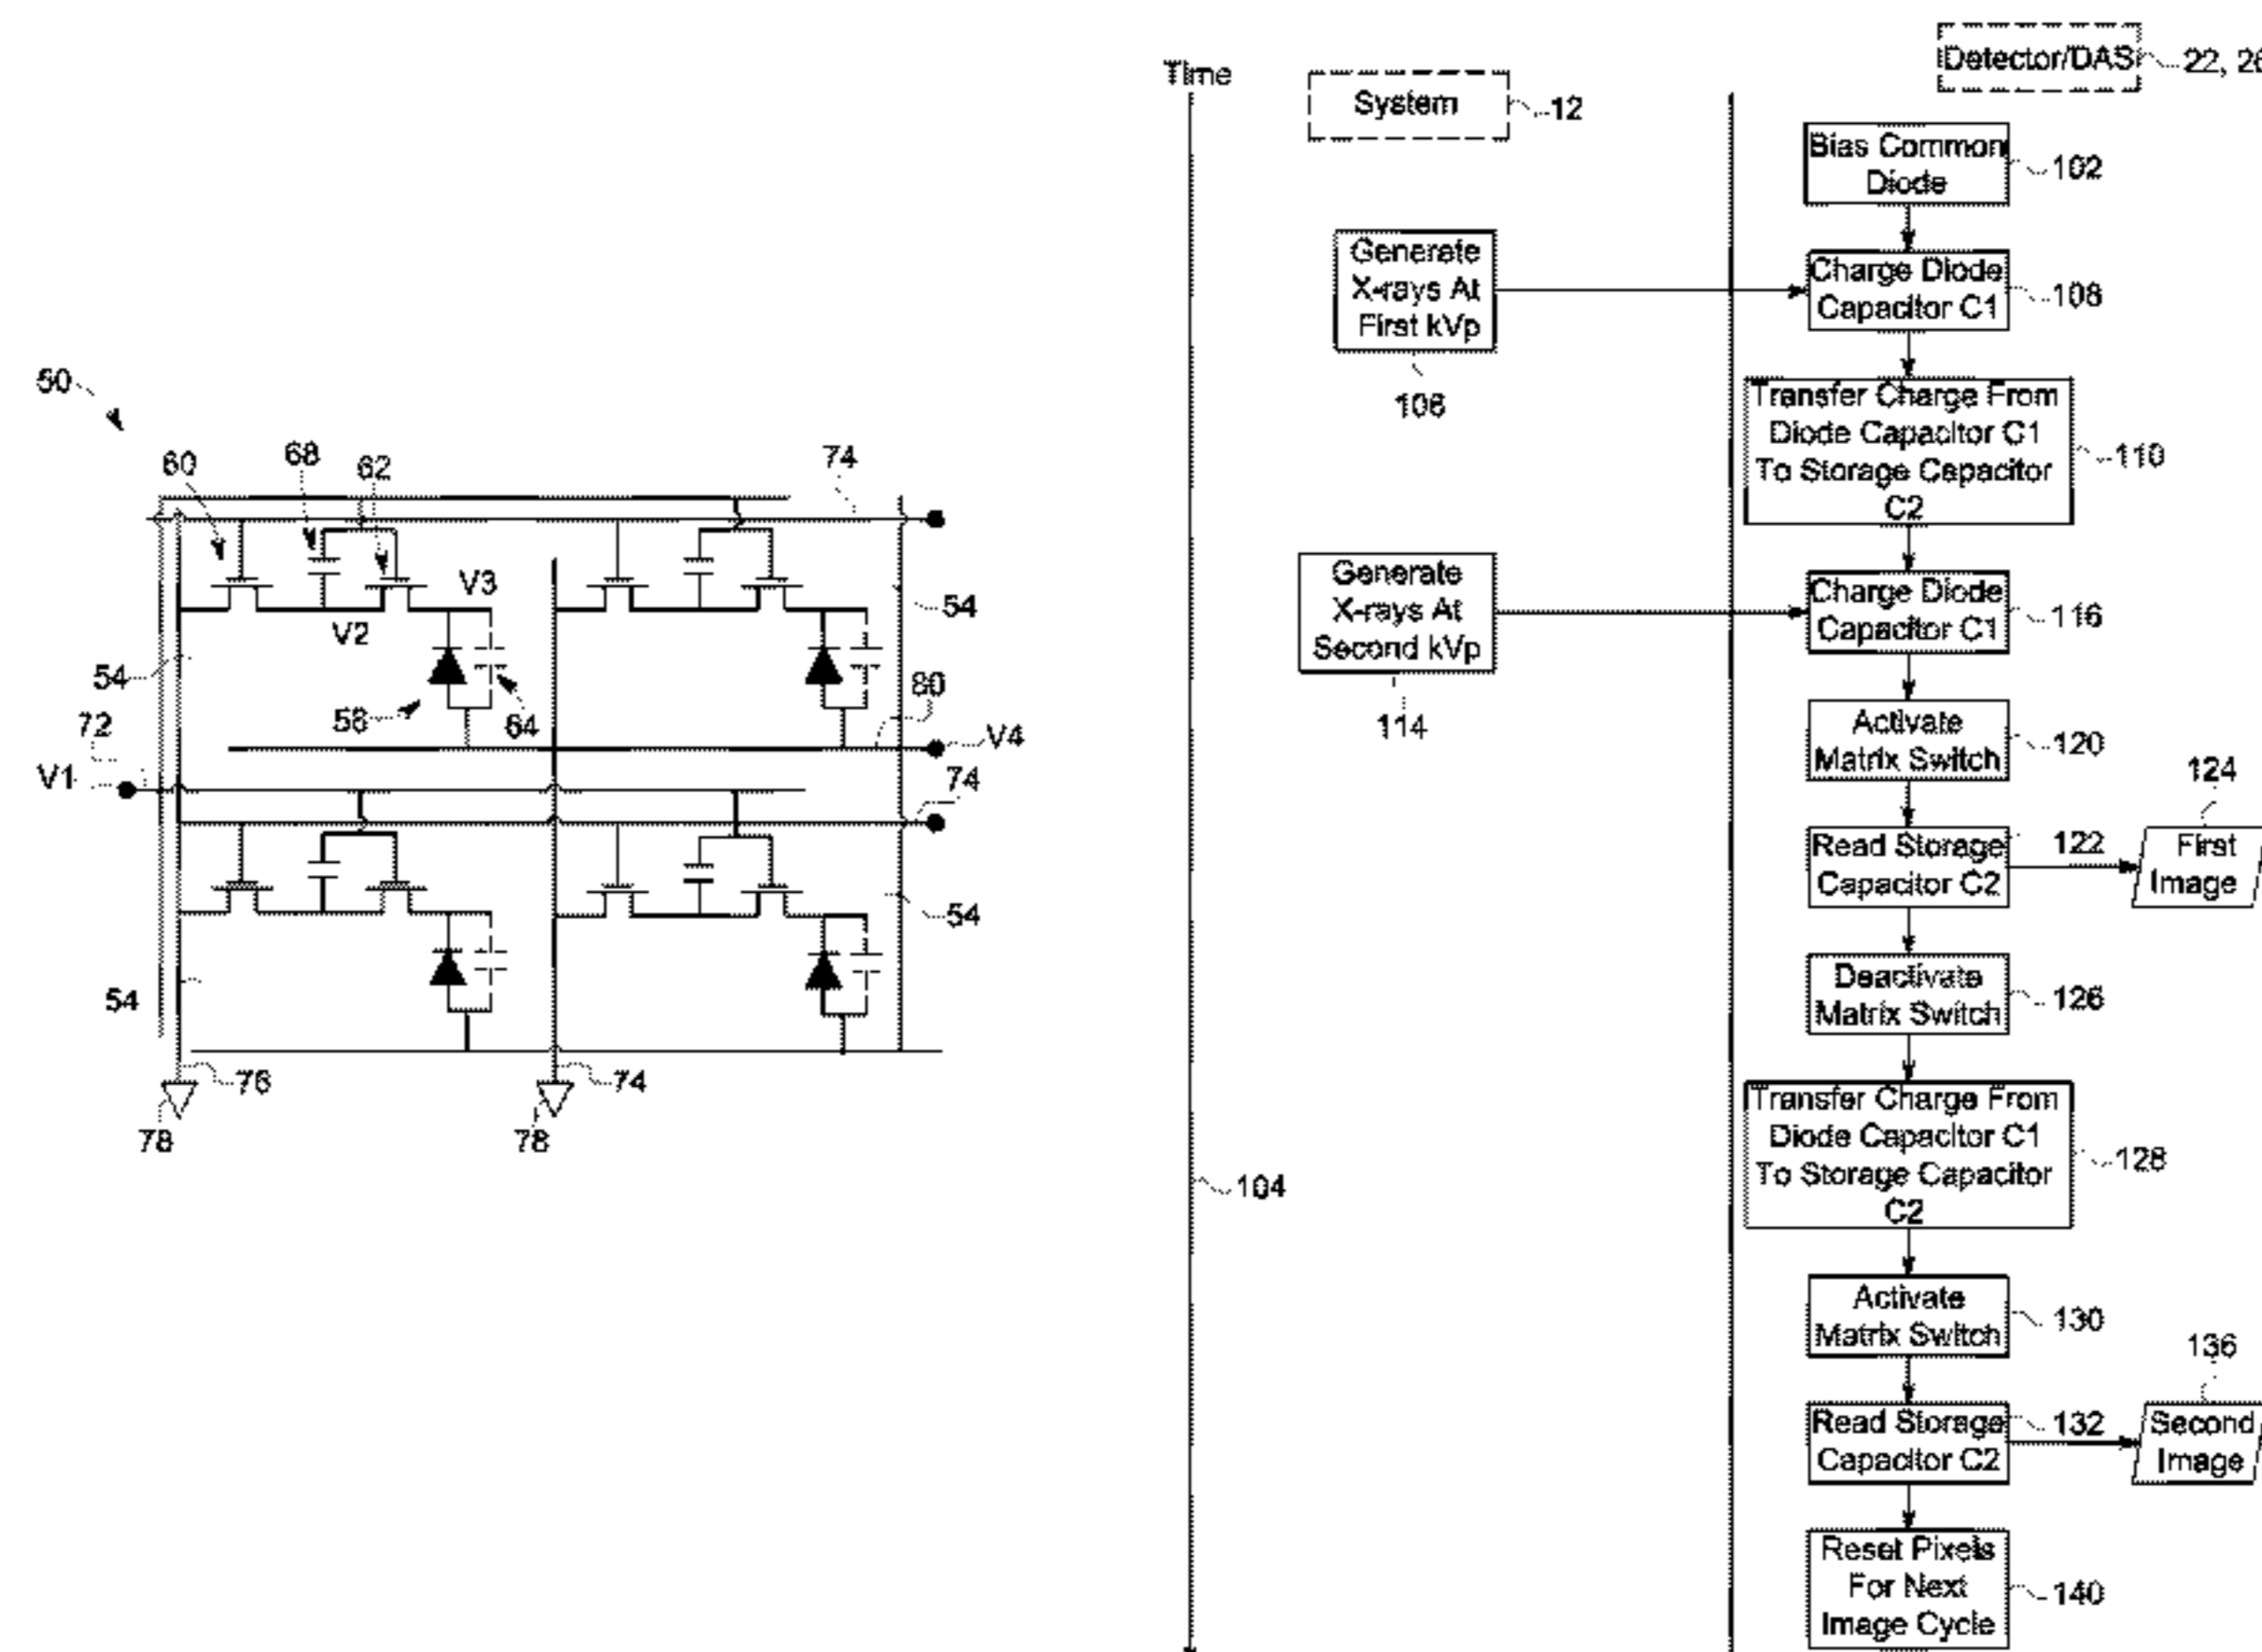 50
60
68
62
74
V3
V2
54
54
58
64
80
72
V4
V1
74
54
54
76
74
78
78
Time
System
12
Detector/DAS
22, 26
Bias Common
Diode
102
Generate
X-rays At
First kVp
106
Charge Diode
Capacitor C1
108
Transfer Charge From
Diode Capacitor C1
To Storage Capacitor
C2
110
Generate
X-rays At
Second kVp
114
Charge Diode
Capacitor C1
116
Activate
Matrix Switch
120
Read Storage
Capacitor C2
122
124
First
Image
Deactivate
Matrix Switch
126
Transfer Charge From
Diode Capacitor C1
To Storage Capacitor
C2
128
104
Activate
Matrix Switch
130
Read Storage
Capacitor C2
132
136
Second
Image
Reset Pixels
For Next
Image Cycle
140